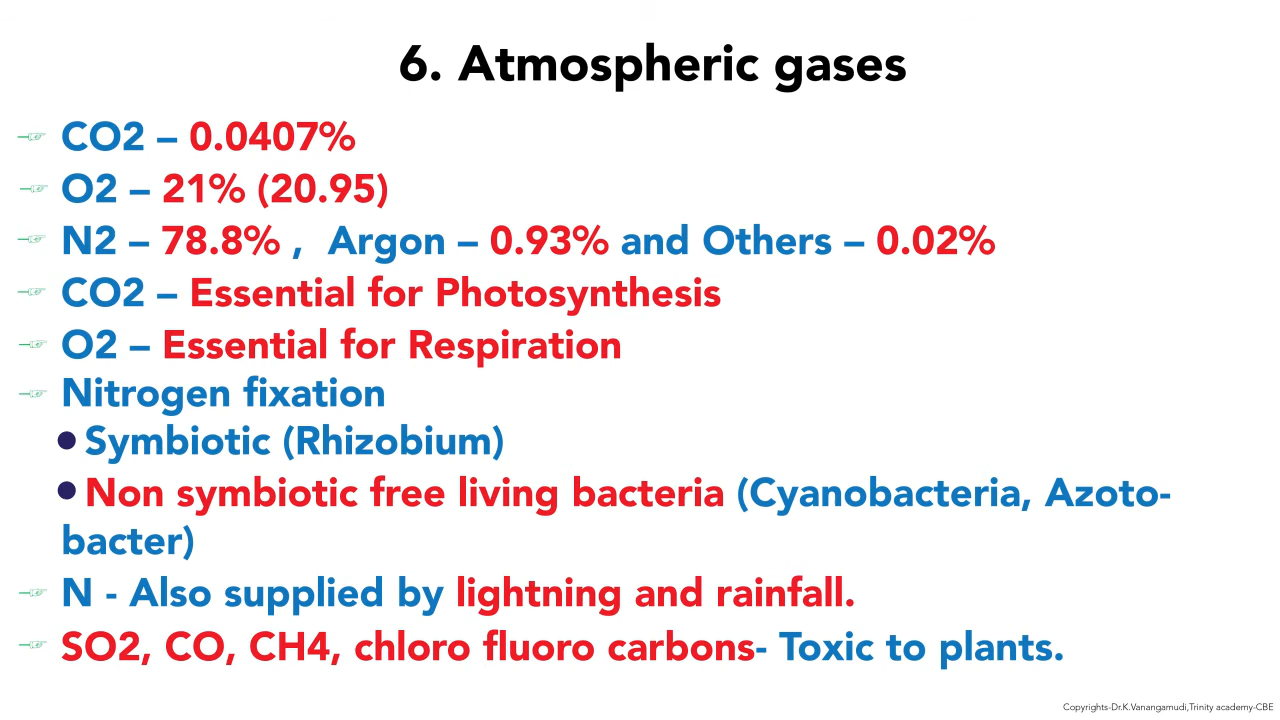 6. Atmospheric gases
☞ CO2 – 0.0407%
☞ O2 – 21% (20.95)
☞ N2 – 78.8% , Argon – 0.93% and Others – 0.02%
☞ CO2 – Essential for Photosynthesis
☞ O2 – Essential for Respiration
☞ Nitrogen fixation
● Symbiotic (Rhizobium)
● Non symbiotic free living bacteria (Cyanobacteria, Azoto-
bacter)
☞ N - Also supplied by lightning and rainfall.
☞ SO2, CO, CH4, chloro fluoro carbons- Toxic to plants.
Copyrights-Dr.K.Vanangamudi,Trinity academy-CBE